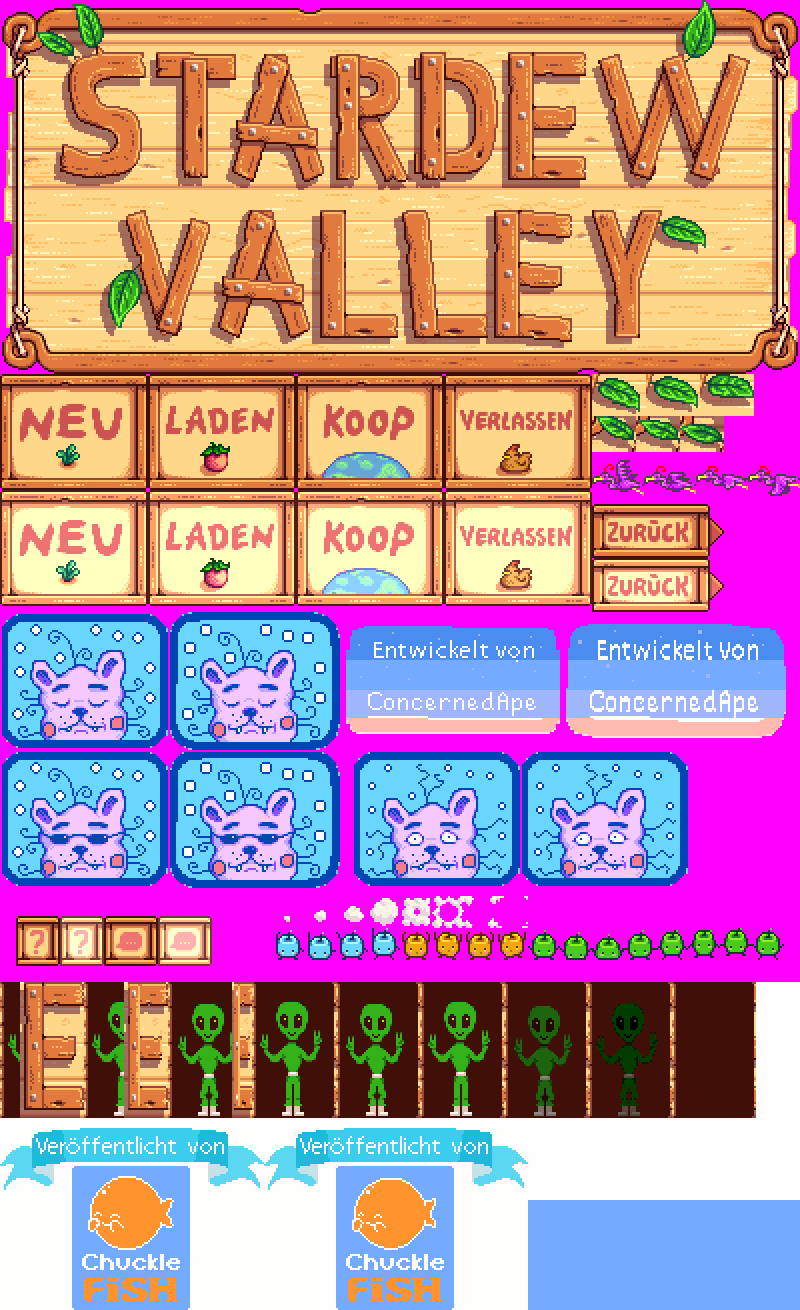 STARDEW
VALLEY
NEU LADEN KOOP VERLASSEN
NEU LADEN KOOP VERLASSEN
ZURÜCK
ZURÜCK
Entwickelt von
ConcernedApe
Entwickelt von
ConcernedApe
? ?
E E
Veröffentlicht von
Chuckle
FiSH
Veröffentlicht von
Chuckle
FiSH